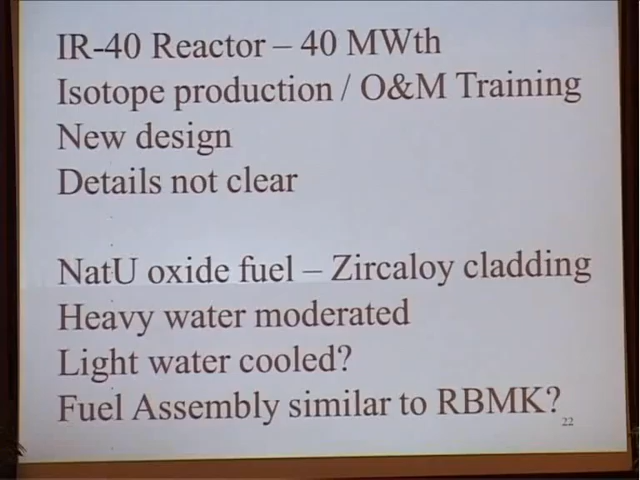 IR-40 Reactor – 40 MWth
Isotope production / O&M Training
New design
Details not clear
NatU oxide fuel – Zircaloy cladding
Heavy water moderated
Light water cooled?
Fuel Assembly similar to RBMK?
22